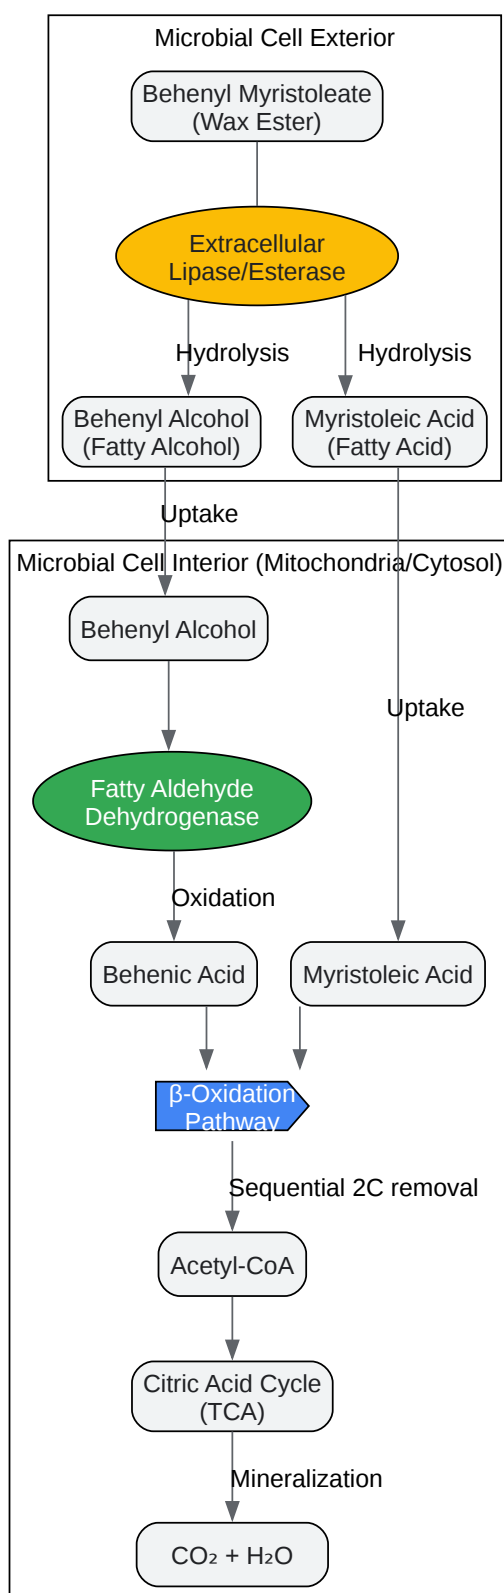 Microbial Cell Exterior
Behenyl Myristoleate
(Wax Ester)
Extracellular
Lipase/Esterase
Hydrolysis
Hydrolysis
Behenyl Alcohol
(Fatty Alcohol)
Myristoleic Acid
(Fatty Acid)
Uptake
Microbial Cell Interior (Mitochondria/Cytosol)
Behenyl Alcohol
Uptake
Fatty Aldehyde
Dehydrogenase
Oxidation
Behenic Acid
Myristoleic Acid
β-Oxidation
Pathway
Sequential 2C removal
Acetyl-CoA
Citric Acid Cycle
(TCA)
Mineralization
CO₂ + H₂O